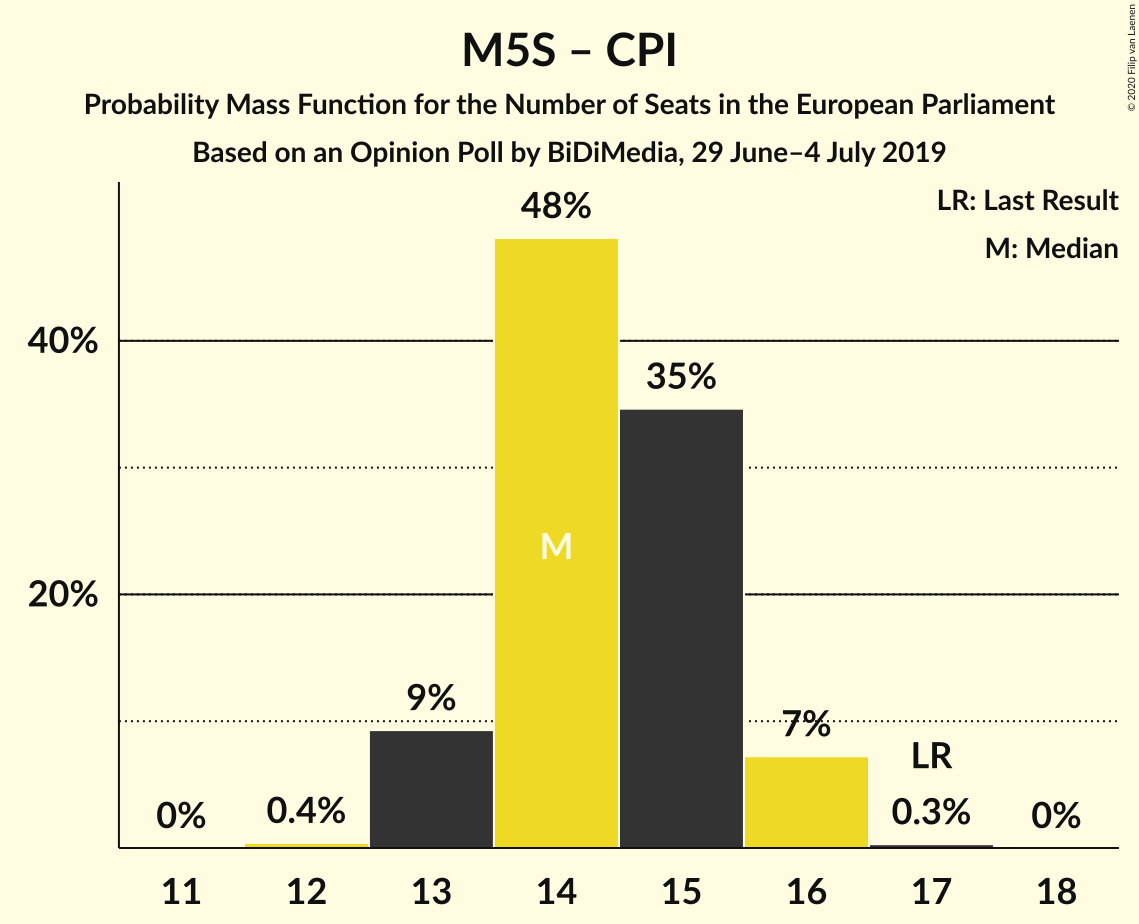 M5S – CPI
Probability Mass Function for the Number of Seats in the European Parliament
Based on an Opinion Poll by BiDiMedia, 29 June–4 July 2019
© 2020 Filip van Laenen
LR: Last Result
M: Median
48%
40%
35%
M
20%
9%
7%
LR
0%
0.4%
0.3%
0%
11 12 13 14 15 16 17 18